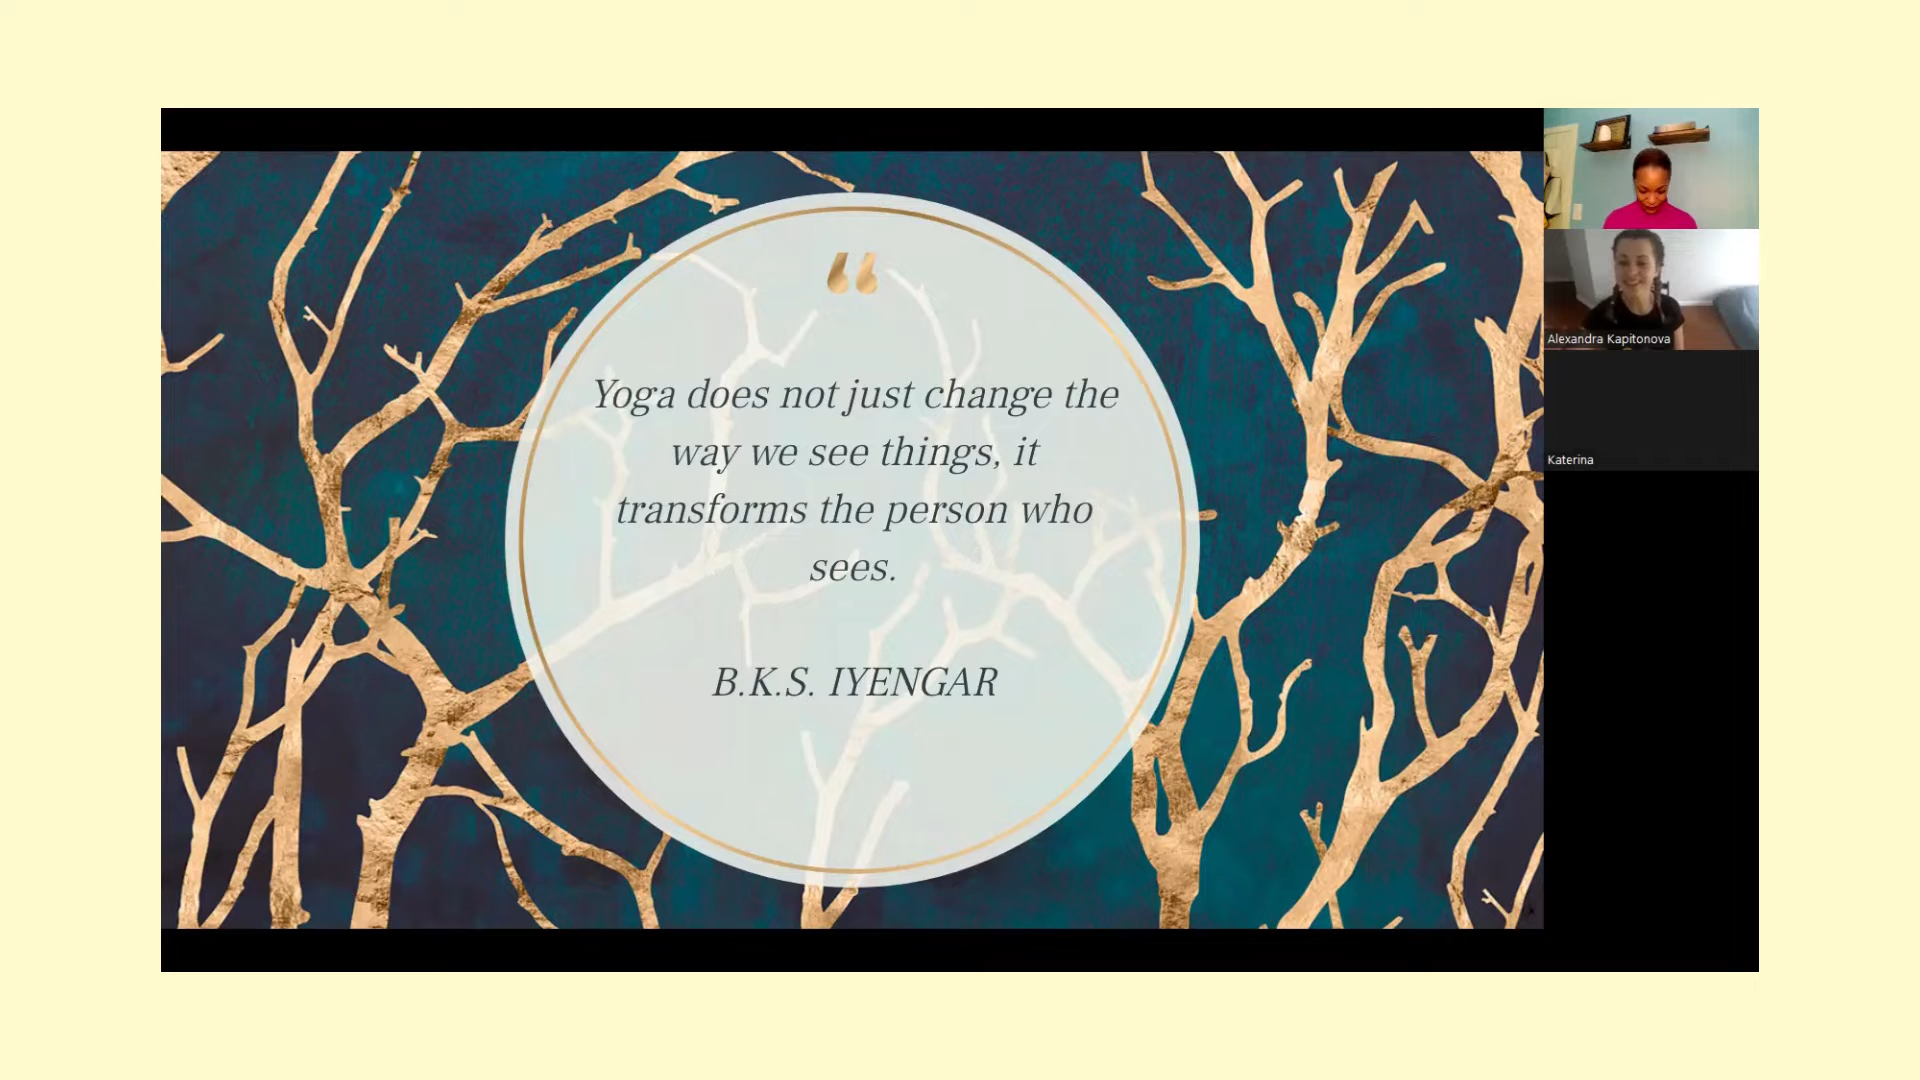 “
Yoga does not just change the
way we see things, it
transforms the person who
sees.
B.K.S. IYENGAR
Alexandra Kapitonova
Katerina